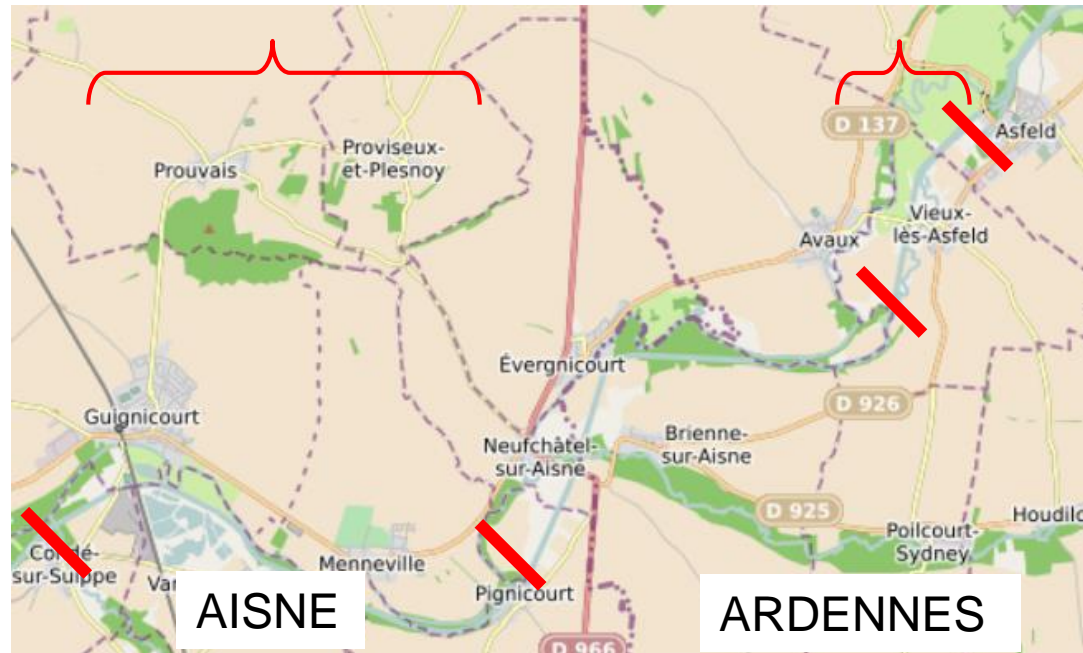 D 137
Asfeld
Proviseux-
et-Plesnoy
Prouvais
Vieux-
lès-Asfeld
Avaux
Évergnicourt
D 926
Guignicourt
Brienne-
sur-Aisne
Neufchâtel-
sur-Aisne
D 925
Houdilc
Poilcourt-
Sydney
Menneville
sur-Suippe
Pignicourt
AISNE
ARDENNES
D 966